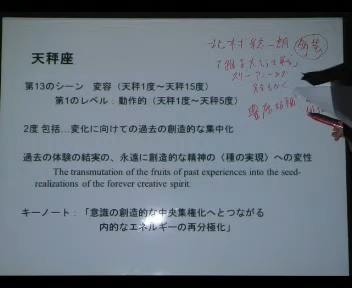 天秤座
第13のシーン 変容(天秤1度~天秤15度)
第1のレベル:動作的(天秤1度~天秤5度)
2度 包括…変化に向けての過去の創造的な集中化
過去の体験の結実の、永遠に創造的な精神の〈種の実現〉への変性
The transmutation of the fruits of past experiences into the seed-
realizations of the forever creative spirit.
キーノート:「意識の創造的な中央集権化へとつながる
内的なエネルギーの再分極化」